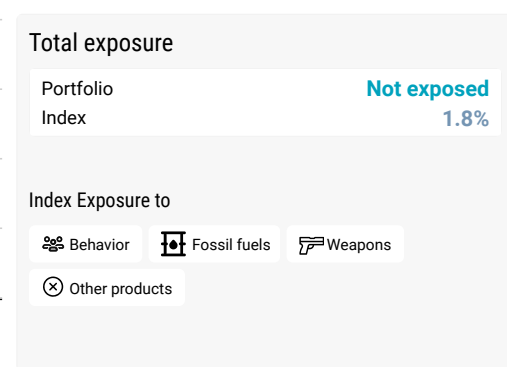 Total exposure
Portfolio Not exposed
Index 1.8%
Index Exposure to
Behavior Fossil fuels Weapons
Other products